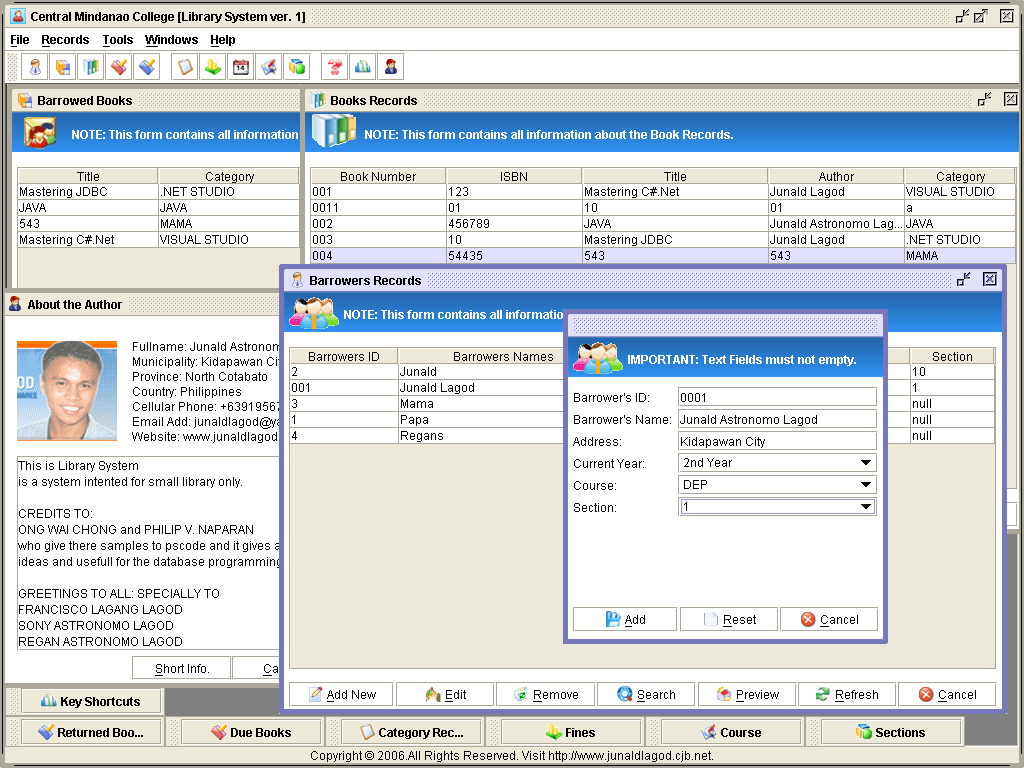 Central Mindanao College [Library System ver. 1]
File Records Tools Windows Help
14
Barrowed Books
NOTE: This form contains all information
Title Category
Mastering JDBC .NET STUDIO
JAVA JAVA
543 MAMA
Mastering C#.Net VISUAL STUDIO
Books Records
NOTE: This form contains all information about the Book Records.
Book Number ISBN Title Author Category
001 123 Mastering C#.Net Junald Lagod VISUAL STUDIO
0011 01 10 01 a
002 456789 JAVA Junald Astronomo Lag... JAVA
003 10 Mastering JDBC Junald Lagod .NET STUDIO
004 54435 543 543 MAMA
About the Author
Fullname: Junald Astronom
Municipality: Kidapawan Cit
Province: North Cotabato
Country: Philippines
Cellular Phone: +63919567
Email Add: junaldlagod@ya
Website: www.junaldlagod
This is Library System
is a system intented for small library only.
CREDITS TO:
ONG WAI CHONG and PHILIP V. NAPARAN
who give there samples to pscode and it gives a
ideas and usefull for the database programming
GREETINGS TO ALL: SPECIALLY TO
FRANCISCO LAGANG LAGOD
SONY ASTRONOMO LAGOD
REGAN ASTRONOMO LAGOD
Short Info. Ca
Barrowers Records
NOTE: This form contains all informatio
Barrowers ID Barrowers Names Section
2 Junald 10
001 Junald Lagod 1
3 Mama null
1 Papa null
4 Regans null
IMPORTANT: Text Fields must not empty.
Barrower's ID: 0001
Barrower's Name: Junald Astronomo Lagod
Address: Kidapawan City
Current Year: 2nd Year
Course: DEP
Section: 1
Add Reset Cancel
Add New Edit Remove Search Preview Refresh Cancel
Key Shortcuts
Returned Boo... Due Books Category Rec... Fines Course Sections
Copyright © 2006.All Rights Reserved. Visit http://www.junaldlagod.cjb.net.